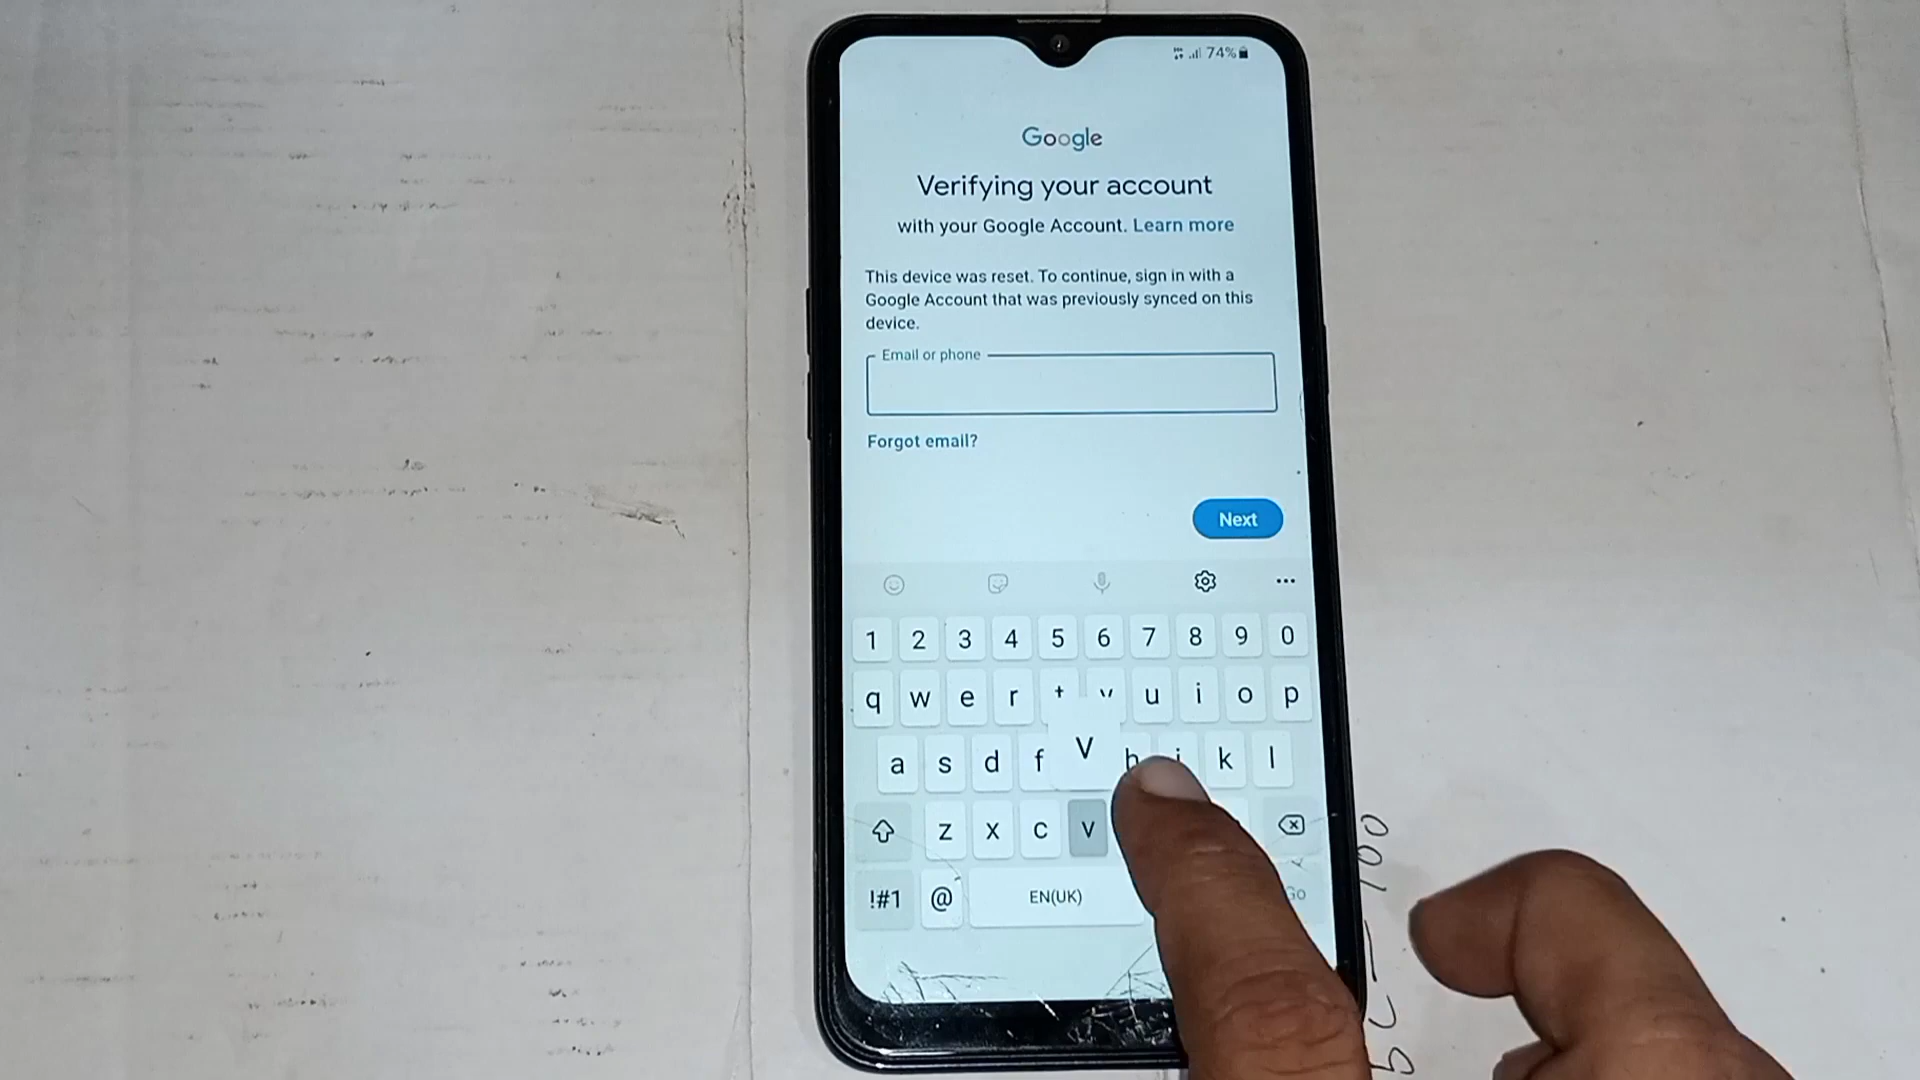 74%
Google
Verifying your account
with your Google Account. Learn more
This device was reset. To continue, sign in with a
Google Account that was previously synced on this
device.
Email or phone
Forgot email?
Next
1 2 3 4 5 6 7 8 9 0
q w e r t y u i o p
a s d f V h j k l
z x c v
!#1 @ EN(UK) Go